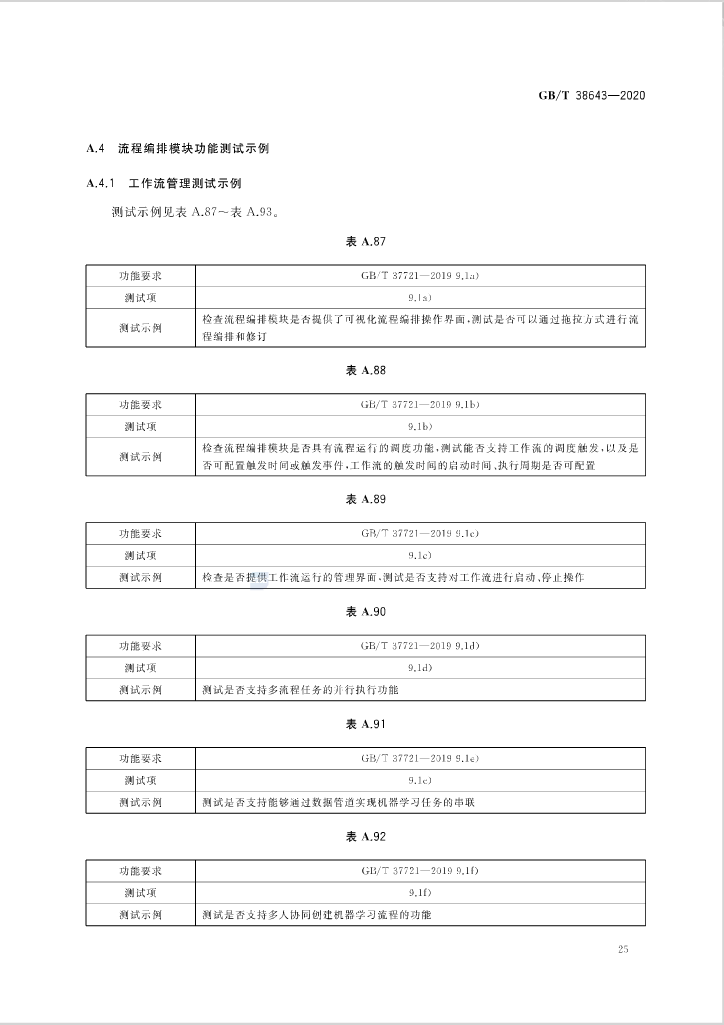 GB/T 38643—2020
A.4 流程编排模块功能测试示例
A.4.1 工作流管理测试示例
测试示例见表 A.87～表 A.93。
表 A.87
功能要求 GB/T 37721—2019 9.1a)
测试项 9.1a)
测试示例 检查流程编排模块是否提供了可视化流程编排操作界面,测试是否可以通过拖拉方式进行流
程编排和修订
表 A.88
功能要求 GB/T 37721—2019 9.1b)
测试项 9.1b)
测试示例 检查流程编排模块是否具有流程运行的调度功能,测试能否支持工作流的调度触发,以及是
否可配置触发时间或触发事件,工作流的触发时间的启动时间、执行周期是否可配置
表 A.89
功能要求 GB/T 37721—2019 9.1c)
测试项 9.1c)
测试示例 检查是否提供工作流运行的管理界面,测试是否支持对工作流进行启动、停止操作
表 A.90
功能要求 GB/T 37721—2019 9.1d)
测试项 9.1d)
测试示例 测试是否支持多流程任务的并行执行功能
表 A.91
功能要求 GB/T 37721—2019 9.1e)
测试项 9.1e)
测试示例 测试是否支持能够通过数据管道实现机器学习任务的串联
表 A.92
功能要求 GB/T 37721—2019 9.1f)
测试项 9.1f)
测试示例 测试是否支持多人协同创建机器学习流程的功能
25